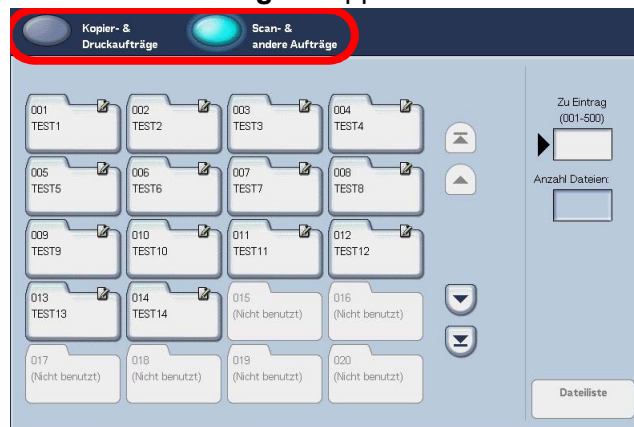 Kopier- &
Druckaufträge
Scan- &
andere Aufträge
Zu Eintrag
(001-500)
Anzahl Dateien:
001
TEST1
002
TEST2
003
TEST3
004
TEST4
005
TEST5
006
TEST6
007
TEST7
008
TEST8
009
TEST9
010
TEST10
011
TEST11
012
TEST12
013
TEST13
014
TEST14
015
(Nicht benutzt)
016
(Nicht benutzt)
017
(Nicht benutzt)
018
(Nicht benutzt)
019
(Nicht benutzt)
020
(Nicht benutzt)
Dateiliste